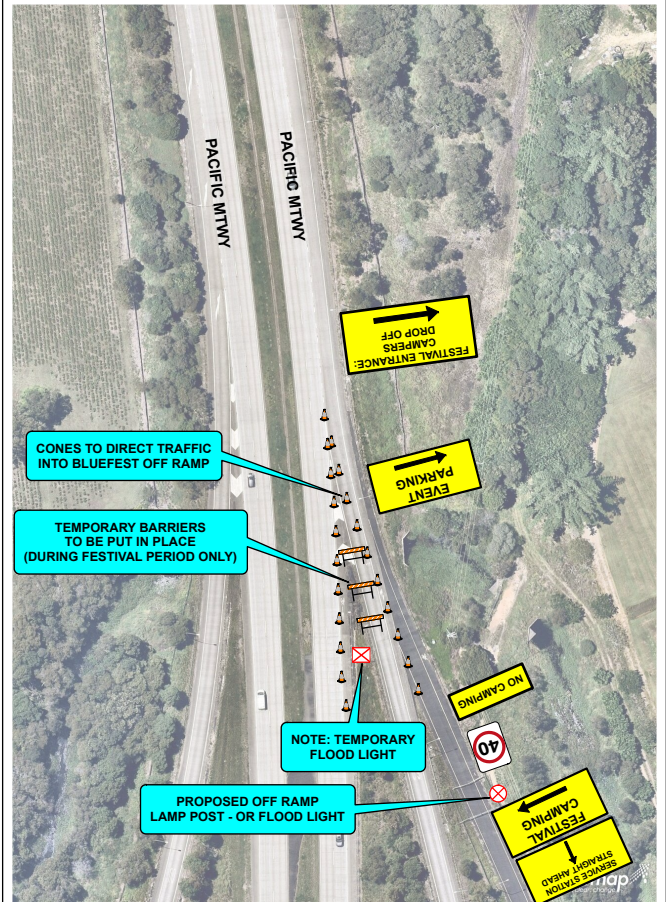 PACIFIC MTWY
PACIFIC MTWY
FESTIVAL ENTRANCE:
CAMPERS
DROP OFF
CONES TO DIRECT TRAFFIC
INTO BLUEFEST OFF RAMP
EVENT
PARKING
TEMPORARY BARRIERS
TO BE PUT IN PLACE
(DURING FESTIVAL PERIOD ONLY)
NO CAMPING
NOTE: TEMPORARY
FLOOD LIGHT
40
PROPOSED OFF RAMP
LAMP POST - OR FLOOD LIGHT
FESTIVAL
CAMPING
SERVICE STATION
STRAIGHT AHEAD